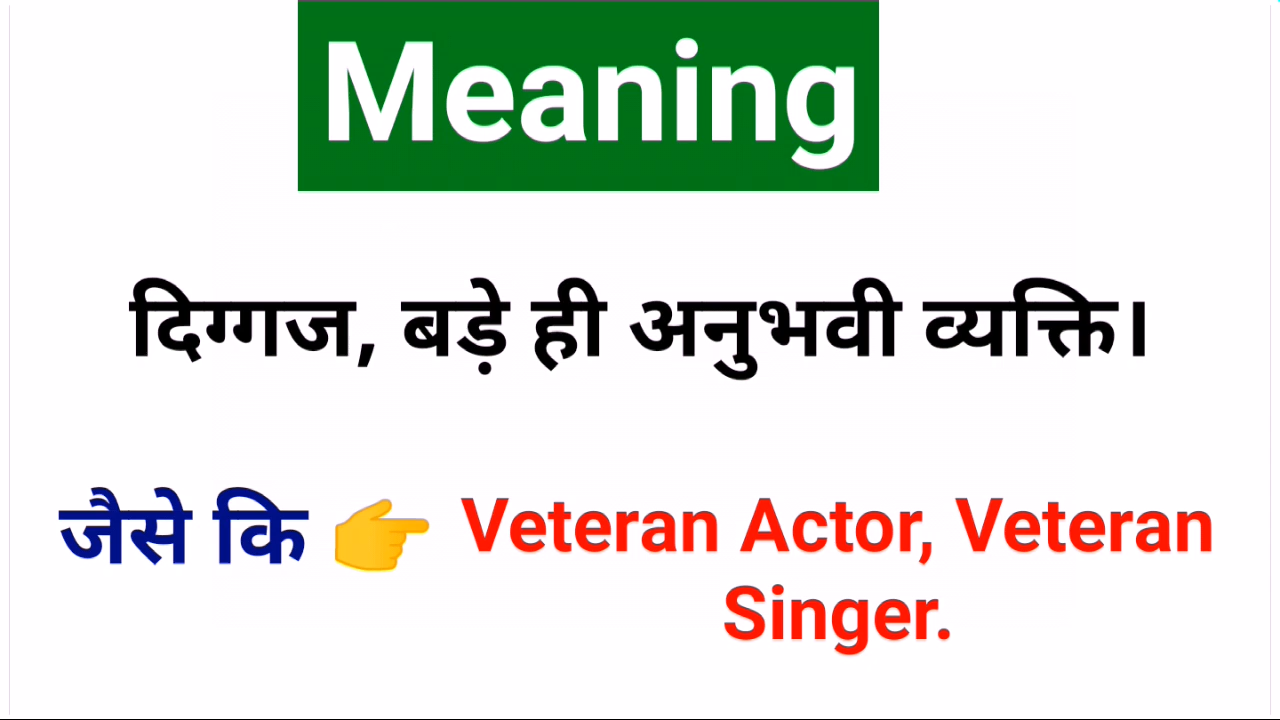 Meaning
दिग्गज, बड़े ही अनुभवी व्यक्ति।
जैसे कि 👉 Veteran Actor, Veteran
Singer.